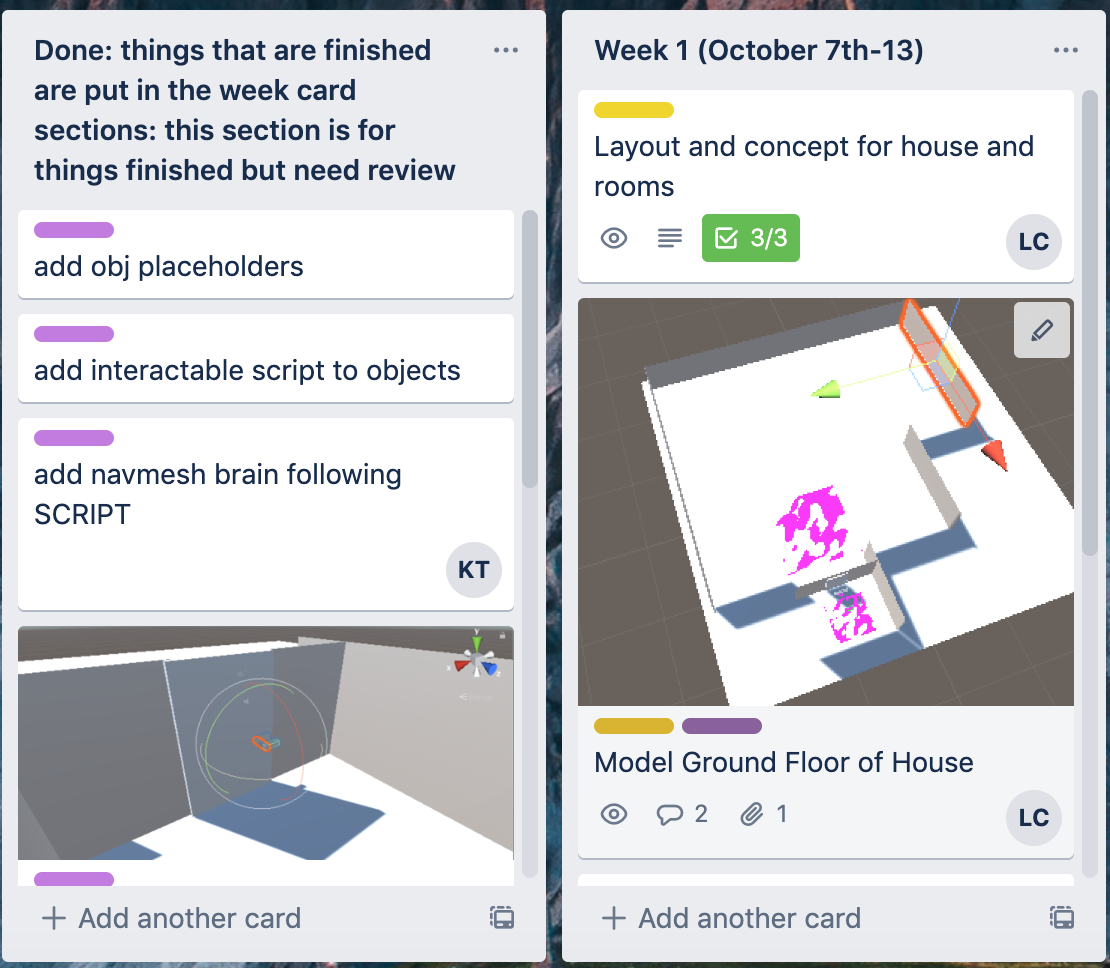 Done: things that are finished
are put in the week card
sections: this section is for
things finished but need review
add obj placeholders
add interactable script to objects
add navmesh brain following
SCRIPT
KT
+ Add another card
Week 1 (October 7th-13)
Layout and concept for house and
rooms
3/3
LC
Model Ground Floor of House
2
1
LC
+ Add another card